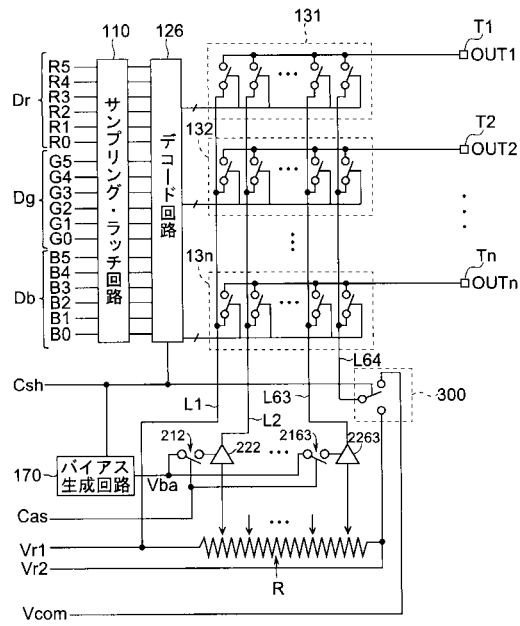 110 126 131 T1
OUT1
Dr
R5
R4
R3
R2
R1
R0
Dg
G5
G4
G3
G2
G1
G0
Db
B5
B4
B3
B2
B1
B0
サンプリング・ラッチ回路
デコード回路
132
T2
OUT2
13n
Tn
OUTn
L64
Csh
L1
L2
L63
300
212
222
2163
2263
170
バイアス
生成回路
Vba
Cas
Vr1
Vr2
R
Vcom